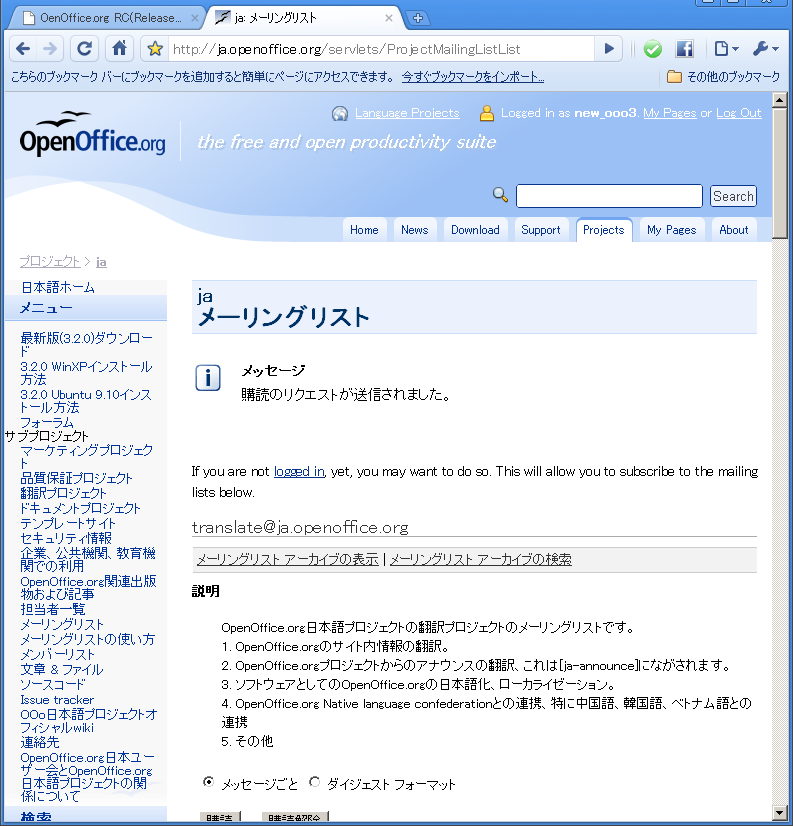 OenOffice.org RC(Release...
ja: メーリングリスト
http://ja.openoffice.org/servlets/ProjectMailingListList
こちらのブックマーク バーにブックマークを追加すると簡単にページにアクセスできます。 今すぐブックマークをインポート... その他のブックマーク
OpenOffice.org
Language Projects Logged in as new_ooo3. My Pages or Log Out
the free and open productivity suite
Search
Home News Download Support Projects My Pages About
プロジェクト > ja
日本語ホーム
メニュー
最新版(3.2.0)ダウンロー
ド
3.2.0 WinXPインストール
方法
3.2.0 Ubuntu 9.10インス
トール方法
フォーラム
サブプロジェクト
マーケティングプロジェク
ト
品質保証プロジェクト
翻訳プロジェクト
ドキュメントプロジェクト
テンプレートサイト
セキュリティ情報
企業、公共機関、教育機
関での利用
OpenOffice.org関連出版
物および記事
担当者一覧
メーリングリスト
メーリングリストの使い方
メンバーリスト
文章 & ファイル
ソースコード
Issue tracker
OOo日本語プロジェクトオ
フィシャルwiki
連絡先
OpenOffice.org日本ユー
ザー会とOpenOffice.org
日本語プロジェクトの関
係について
検索
ja
メーリングリスト
メッセージ
購読のリクエストが送信されました。
If you are not logged in, yet, you may want to do so. This will allow you to subscribe to the mailing
lists below.
translate@ja.openoffice.org
メーリングリスト アーカイブの表示 | メーリングリスト アーカイブの検索
説明
OpenOffice.org日本語プロジェクトの翻訳プロジェクトのメーリングリストです。
1. OpenOffice.orgのサイト内情報の翻訳。
2. OpenOffice.orgプロジェクトからのアナウンスの翻訳、これは[ja-announce]にながされます。
3. ソフトウェアとしてのOpenOffice.orgの日本語化、ローカライゼーション。
4. OpenOffice.org Native language confederationとの連携、特に中国語、韓国語、ベトナム語との
連携
5. その他
メッセージごと ダイジェスト フォーマット
購読 購読解除